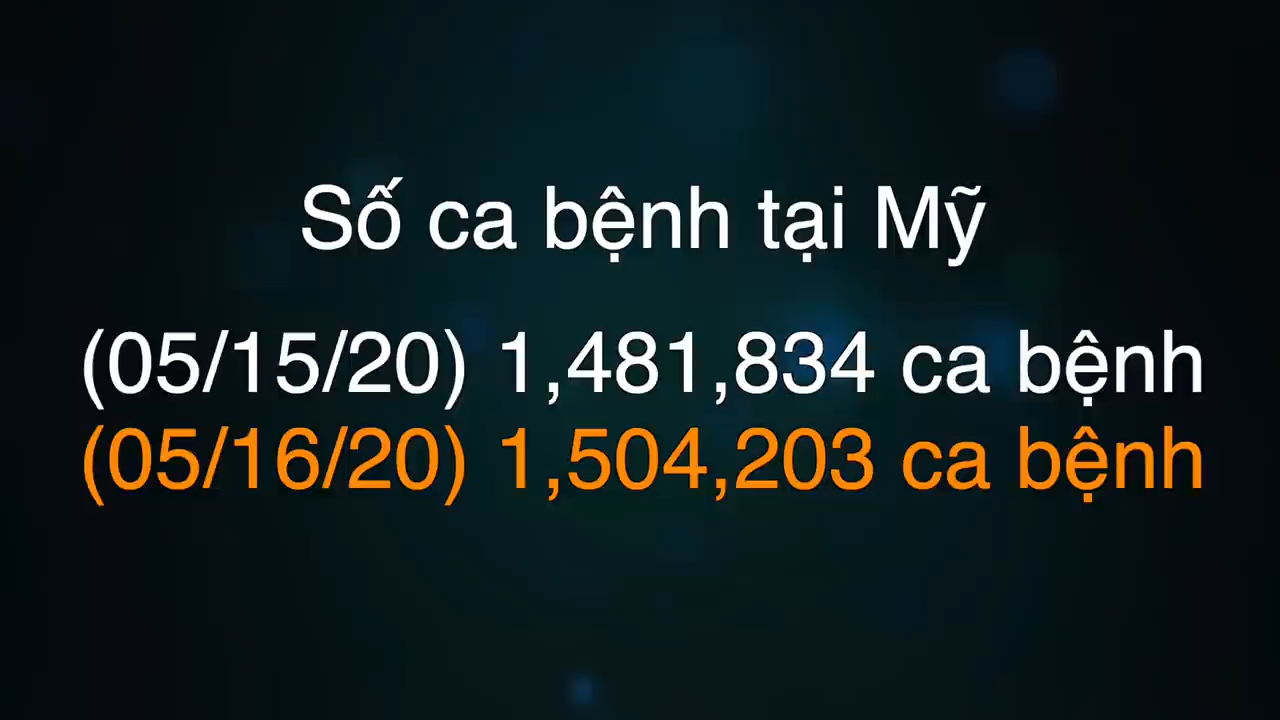 Số ca bệnh tại Mỹ
(05/15/20) 1,481,834 ca bệnh
(05/16/20) 1,504,203 ca bệnh